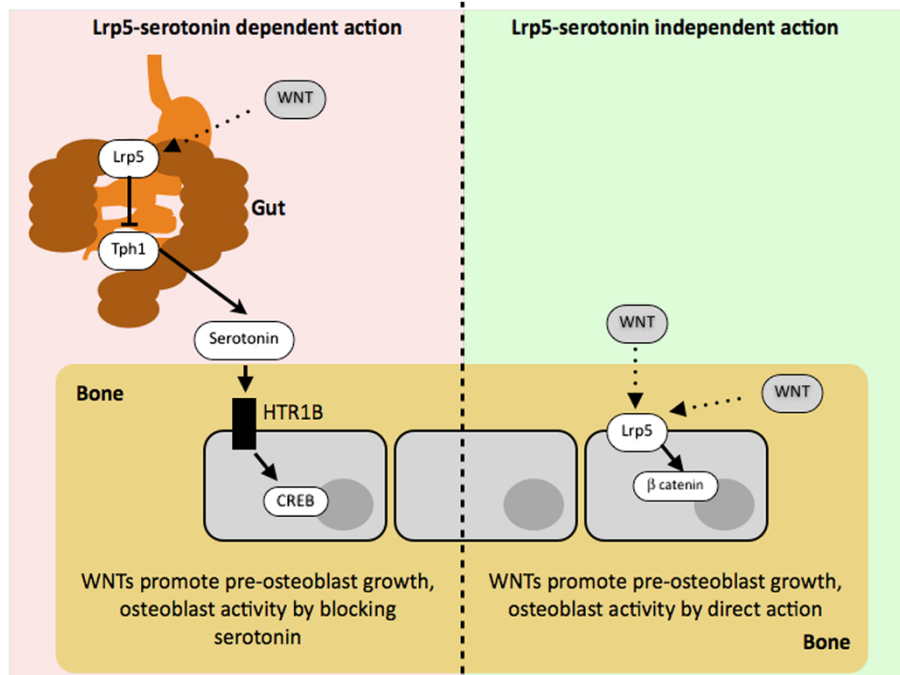 Lrp5-serotonin dependent action
Lrp5-serotonin independent action
WNT
Lrp5
Gut
Tph1
Serotonin
WNT
Bone
WNT
HTR1B
Lrp5
β catenin
CREB
WNTs promote pre-osteoblast growth,
osteoblast activity by blocking
serotonin
WNTs promote pre-osteoblast growth,
osteoblast activity by direct action
Bone